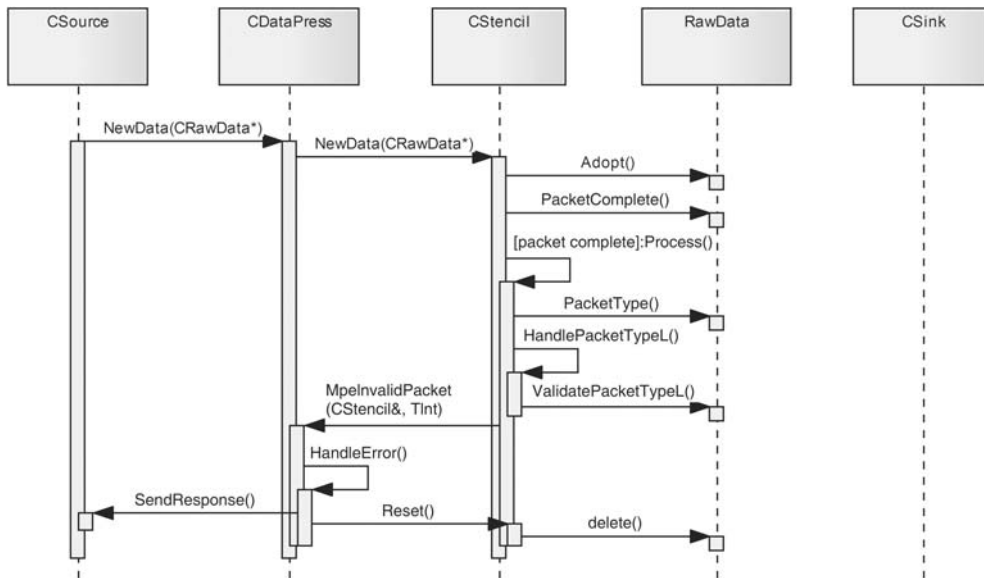 CSource
CDataPress
CStencil
RawData
CSink
NewData(CRawData*)
NewData(CRawData*)
Adopt()
PacketComplete()
[packet complete]:Process()
PacketType()
HandlePacketTypeL()
ValidatePacketTypeL()
MpeInvalidPacket
(CStencil&, TInt)
HandleError()
SendResponse()
Reset()
delete()